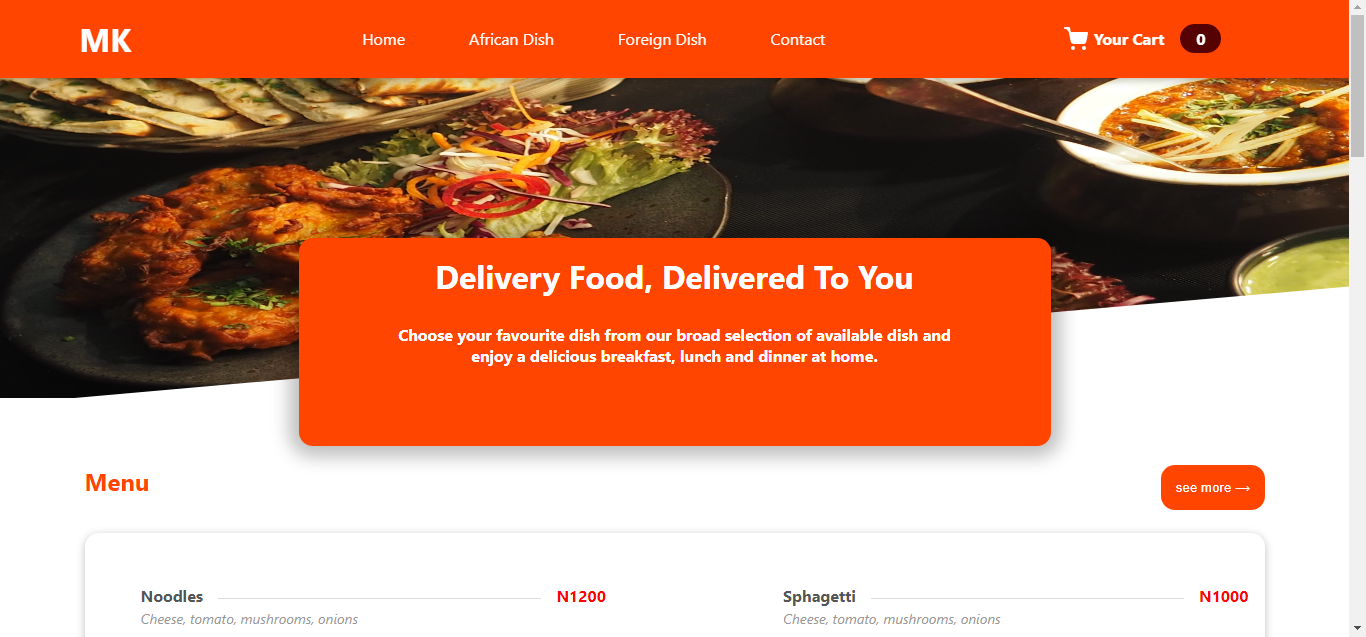 MK
Home
African Dish
Foreign Dish
Contact
Your Cart
0
Delivery Food, Delivered To You
Choose your favourite dish from our broad selection of available dish and
enjoy a delicious breakfast, lunch and dinner at home.
Menu
see more →
Noodles N1200
Cheese, tomato, mushrooms, onions
Sphagetti N1000
Cheese, tomato, mushrooms, onions